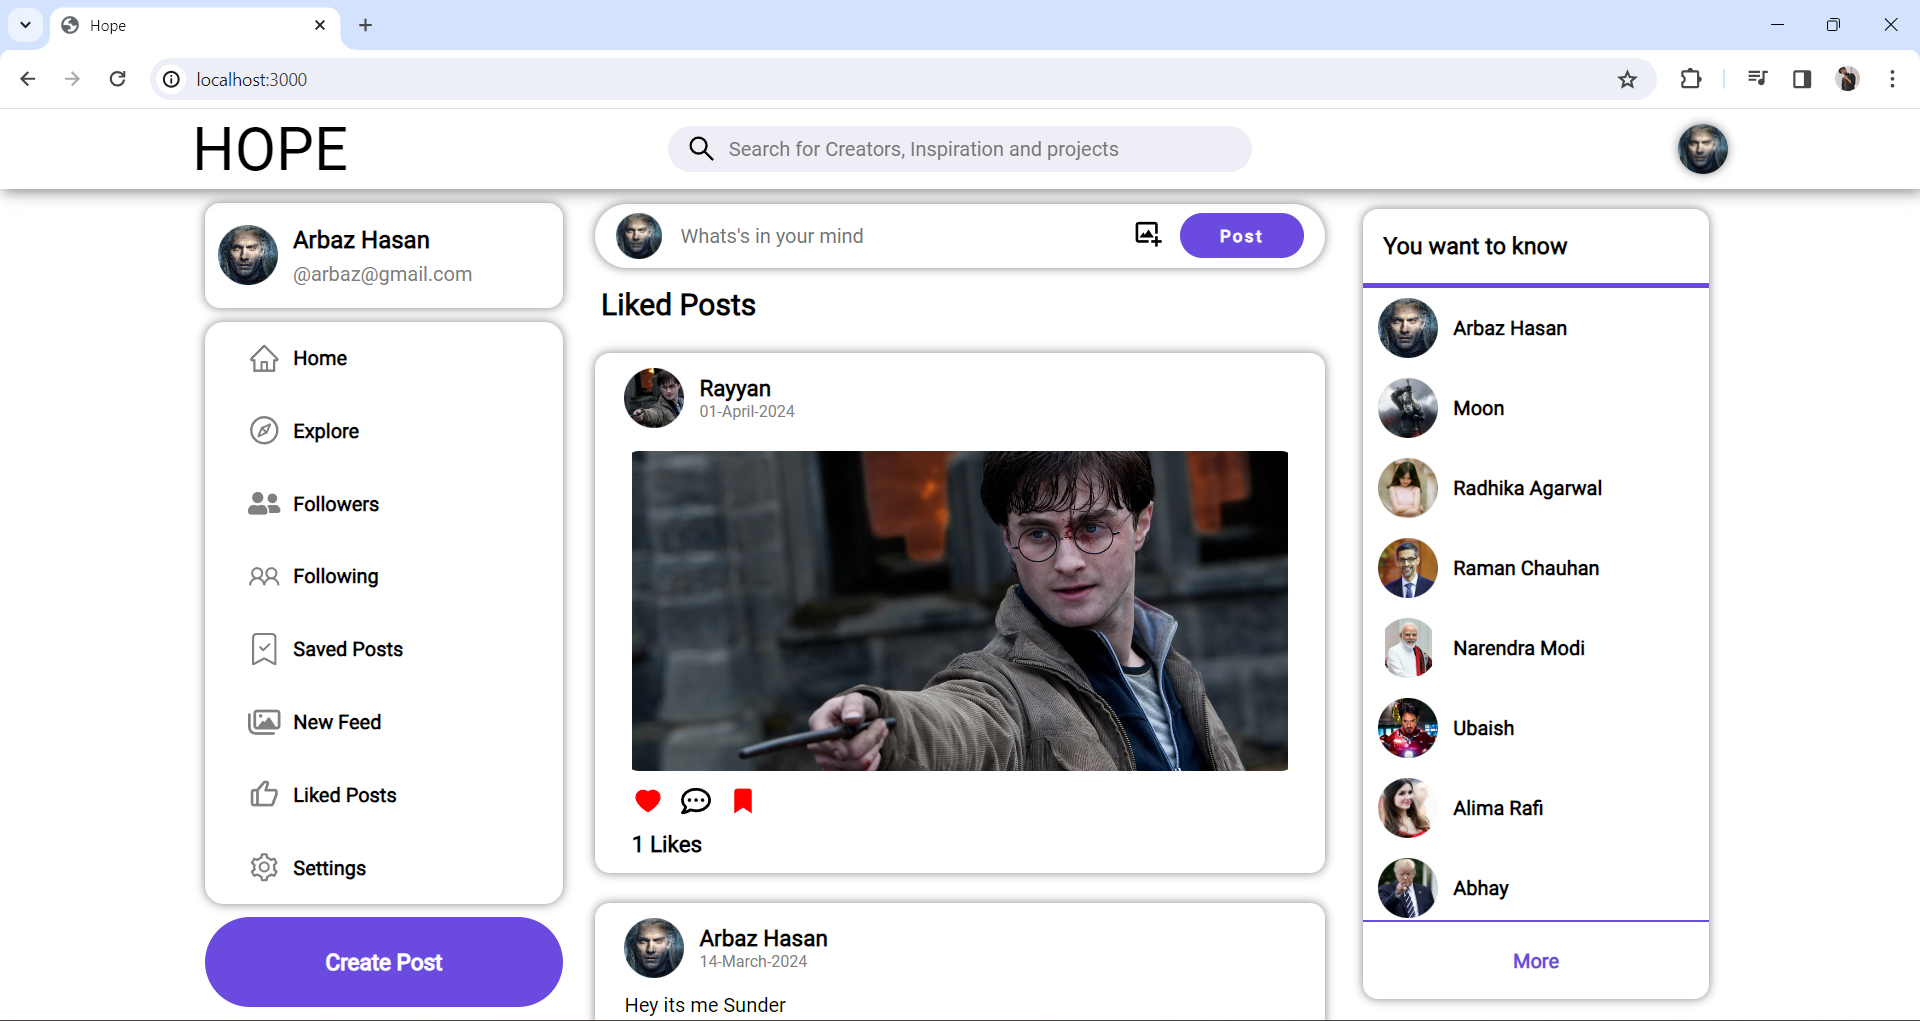 Hope
localhost:3000
HOPE
Search for Creators, Inspiration and projects
Arbaz Hasan
@arbaz@gmail.com
Home
Explore
Followers
Following
Saved Posts
New Feed
Liked Posts
Settings
Create Post
Whats's in your mind
Post
Liked Posts
Rayyan
01-April-2024
1 Likes
Arbaz Hasan
14-March-2024
Hey its me Sunder
You want to know
Arbaz Hasan
Moon
Radhika Agarwal
Raman Chauhan
Narendra Modi
Ubaish
Alima Rafi
Abhay
More